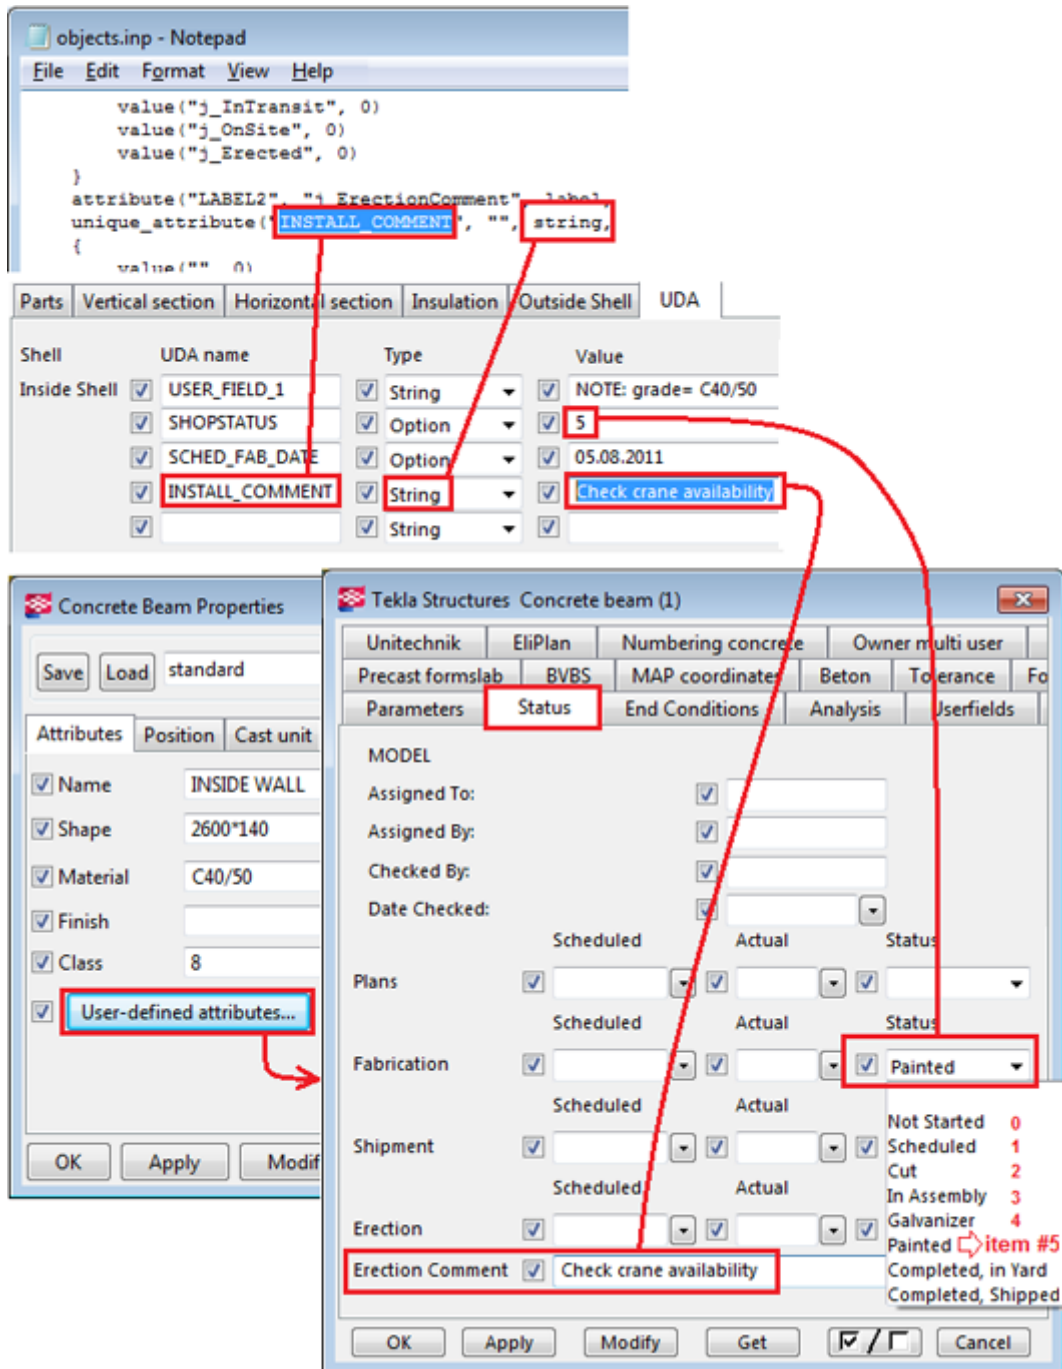 objects.inp - Notepad
File Edit Format View Help
value("j_InTransit", 0)
value("j_OnSite", 0)
value("j_Erected", 0)
}
attribute("LABEL2", "j_ErectionComment", label,
unique_attribute("INSTALL_COMMENT", "", string,
{
value("", 0)
Parts Vertical section Horizontal section Insulation Outside Shell UDA
Shell UDA name Type Value
Inside Shell USER_FIELD_1 String NOTE: grade= C40/50
SHOPSTATUS Option 5
SCHED_FAB_DATE Option 05.08.2011
INSTALL_COMMENT String Check crane availability
String
Concrete Beam Properties
Save Load standard
Attributes Position Cast unit
Name INSIDE WALL
Shape 2600*140
Material C40/50
Finish
Class 8
User-defined attributes...
OK Apply Modif
Tekla Structures Concrete beam (1)
Unitechnik EliPlan Numbering concrete Owner multi user
Precast formslab BVBS MAP coordinates Beton Tolerance Fo
Parameters Status End Conditions Analysis Userfields
MODEL
Assigned To:
Assigned By:
Checked By:
Date Checked:
Scheduled Actual Status
Plans
Scheduled Actual Status
Fabrication Painted
Scheduled Actual
Shipment
Scheduled Actual
Erection
Erection Comment Check crane availability
Not Started 0
Scheduled 1
Cut 2
In Assembly 3
Galvanizer 4
Painted item #5
Completed, in Yard
Completed, Shipped
OK Apply Modify Get / Cancel